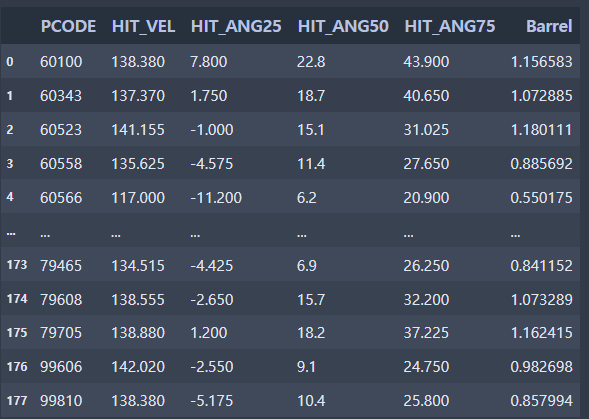 PCODE HIT_VEL HIT_ANG25 HIT_ANG50 HIT_ANG75 Barrel
0 60100 138.380 7.800 22.8 43.900 1.156583
1 60343 137.370 1.750 18.7 40.650 1.072885
2 60523 141.155 -1.000 15.1 31.025 1.180111
3 60558 135.625 -4.575 11.4 27.650 0.885692
4 60566 117.000 -11.200 6.2 20.900 0.550175
... ... ... ... ... ... ...
173 79465 134.515 -4.425 6.9 26.250 0.841152
174 79608 138.555 -2.650 15.7 32.200 1.073289
175 79705 138.880 1.200 18.2 37.225 1.162415
176 99606 142.020 -2.550 9.1 24.750 0.982698
177 99810 138.380 -5.175 10.4 25.800 0.857994